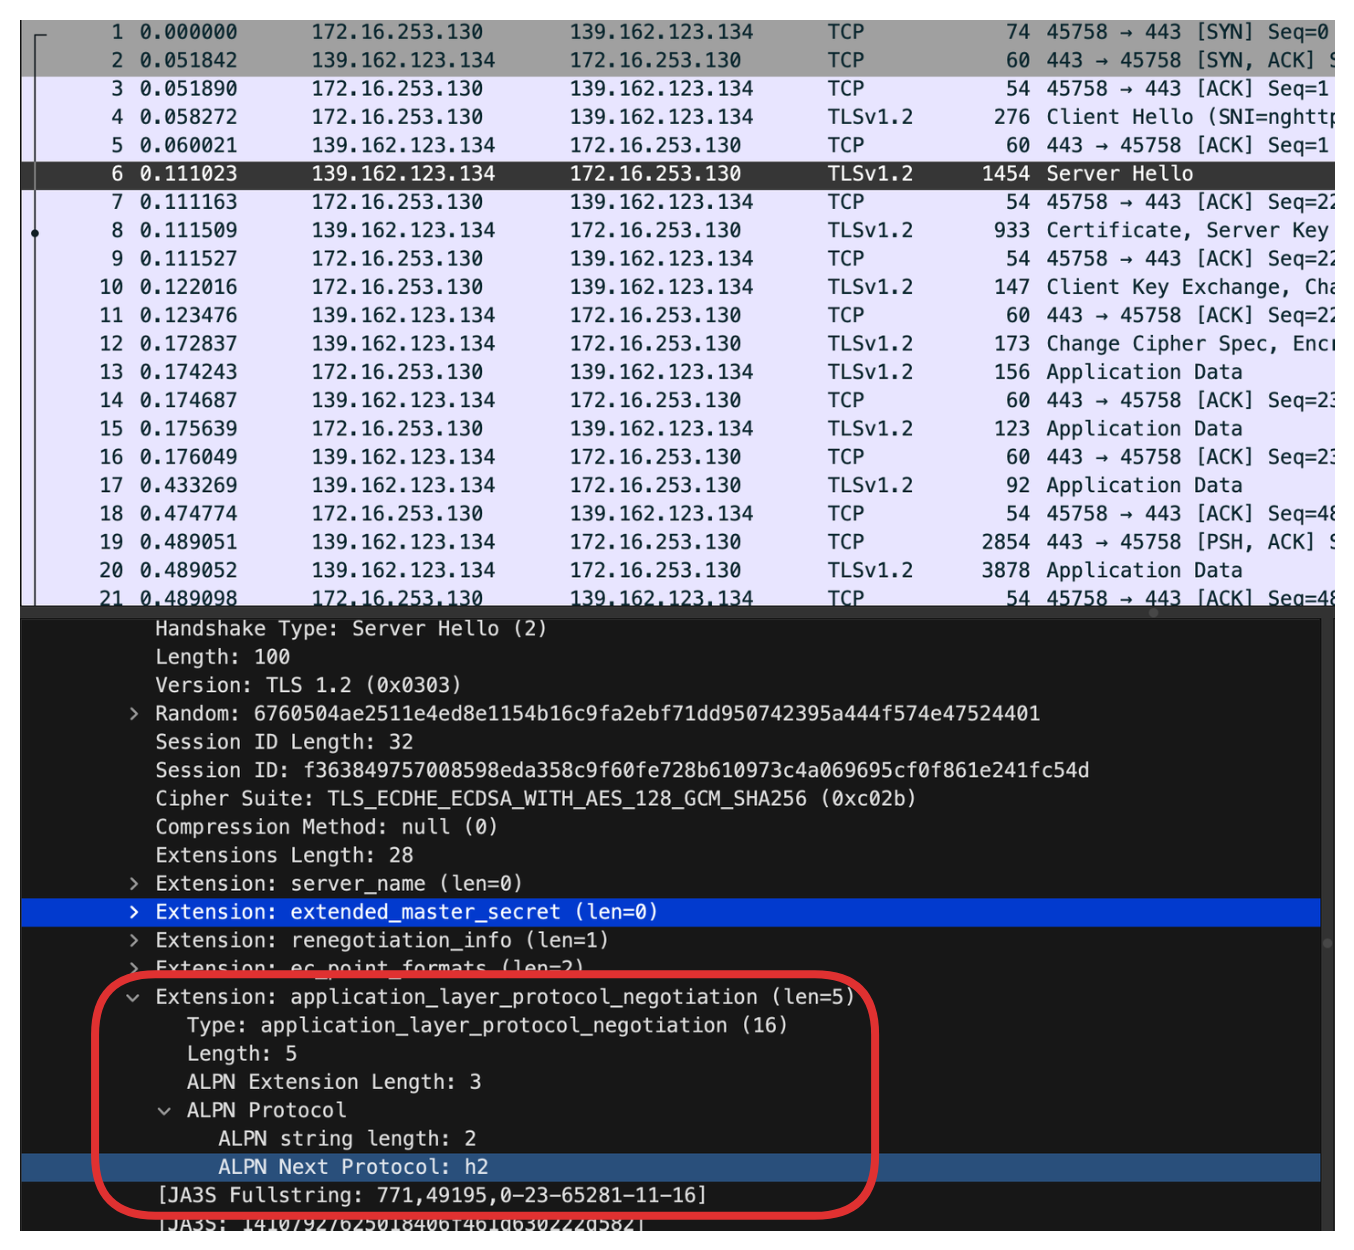 1 0.000000 172.16.253.130 139.162.123.134 TCP 74 45758 → 443 [SYN] Seq=0
2 0.051842 139.162.123.134 172.16.253.130 TCP 60 443 → 45758 [SYN, ACK] S
3 0.051890 172.16.253.130 139.162.123.134 TCP 54 45758 → 443 [ACK] Seq=1
4 0.058272 172.16.253.130 139.162.123.134 TLSv1.2 276 Client Hello (SNI=nghttp
5 0.060021 139.162.123.134 172.16.253.130 TCP 60 443 → 45758 [ACK] Seq=1
6 0.111023 139.162.123.134 172.16.253.130 TLSv1.2 1454 Server Hello
7 0.111163 172.16.253.130 139.162.123.134 TCP 54 45758 → 443 [ACK] Seq=22
8 0.111509 139.162.123.134 172.16.253.130 TLSv1.2 933 Certificate, Server Key
9 0.111527 172.16.253.130 139.162.123.134 TCP 54 45758 → 443 [ACK] Seq=22
10 0.122016 172.16.253.130 139.162.123.134 TLSv1.2 147 Client Key Exchange, Cha
11 0.123476 139.162.123.134 172.16.253.130 TCP 60 443 → 45758 [ACK] Seq=22
12 0.172837 139.162.123.134 172.16.253.130 TLSv1.2 173 Change Cipher Spec, Encr
13 0.174243 172.16.253.130 139.162.123.134 TLSv1.2 156 Application Data
14 0.174687 139.162.123.134 172.16.253.130 TCP 60 443 → 45758 [ACK] Seq=23
15 0.175639 172.16.253.130 139.162.123.134 TLSv1.2 123 Application Data
16 0.176049 139.162.123.134 172.16.253.130 TCP 60 443 → 45758 [ACK] Seq=23
17 0.433269 139.162.123.134 172.16.253.130 TLSv1.2 92 Application Data
18 0.474774 172.16.253.130 139.162.123.134 TCP 54 45758 → 443 [ACK] Seq=48
19 0.489051 139.162.123.134 172.16.253.130 TCP 2854 443 → 45758 [PSH, ACK] S
20 0.489052 139.162.123.134 172.16.253.130 TLSv1.2 3878 Application Data
21 0.489098 172.16.253.130 139.162.123.134 TCP 54 45758 → 443 [ACK] Seq=48
Handshake Type: Server Hello (2)
Length: 100
Version: TLS 1.2 (0x0303)
Random: 6760504ae2511e4ed8e1154b16c9fa2ebf71dd950742395a444f574e47524401
Session ID Length: 32
Session ID: f363849757008598eda358c9f60fe728b610973c4a069695cf0f861e241fc54d
Cipher Suite: TLS_ECDHE_ECDSA_WITH_AES_128_GCM_SHA256 (0xc02b)
Compression Method: null (0)
Extensions Length: 28
Extension: server_name (len=0)
Extension: extended_master_secret (len=0)
Extension: renegotiation_info (len=1)
Extension: ec_point_formats (len=2)
Extension: application_layer_protocol_negotiation (len=5)
Type: application_layer_protocol_negotiation (16)
Length: 5
ALPN Extension Length: 3
ALPN Protocol
ALPN string length: 2
ALPN Next Protocol: h2
[JA3S Fullstring: 771,49195,0-23-65281-11-16]
[JA3S: 14107927625018406f461d630222d582]